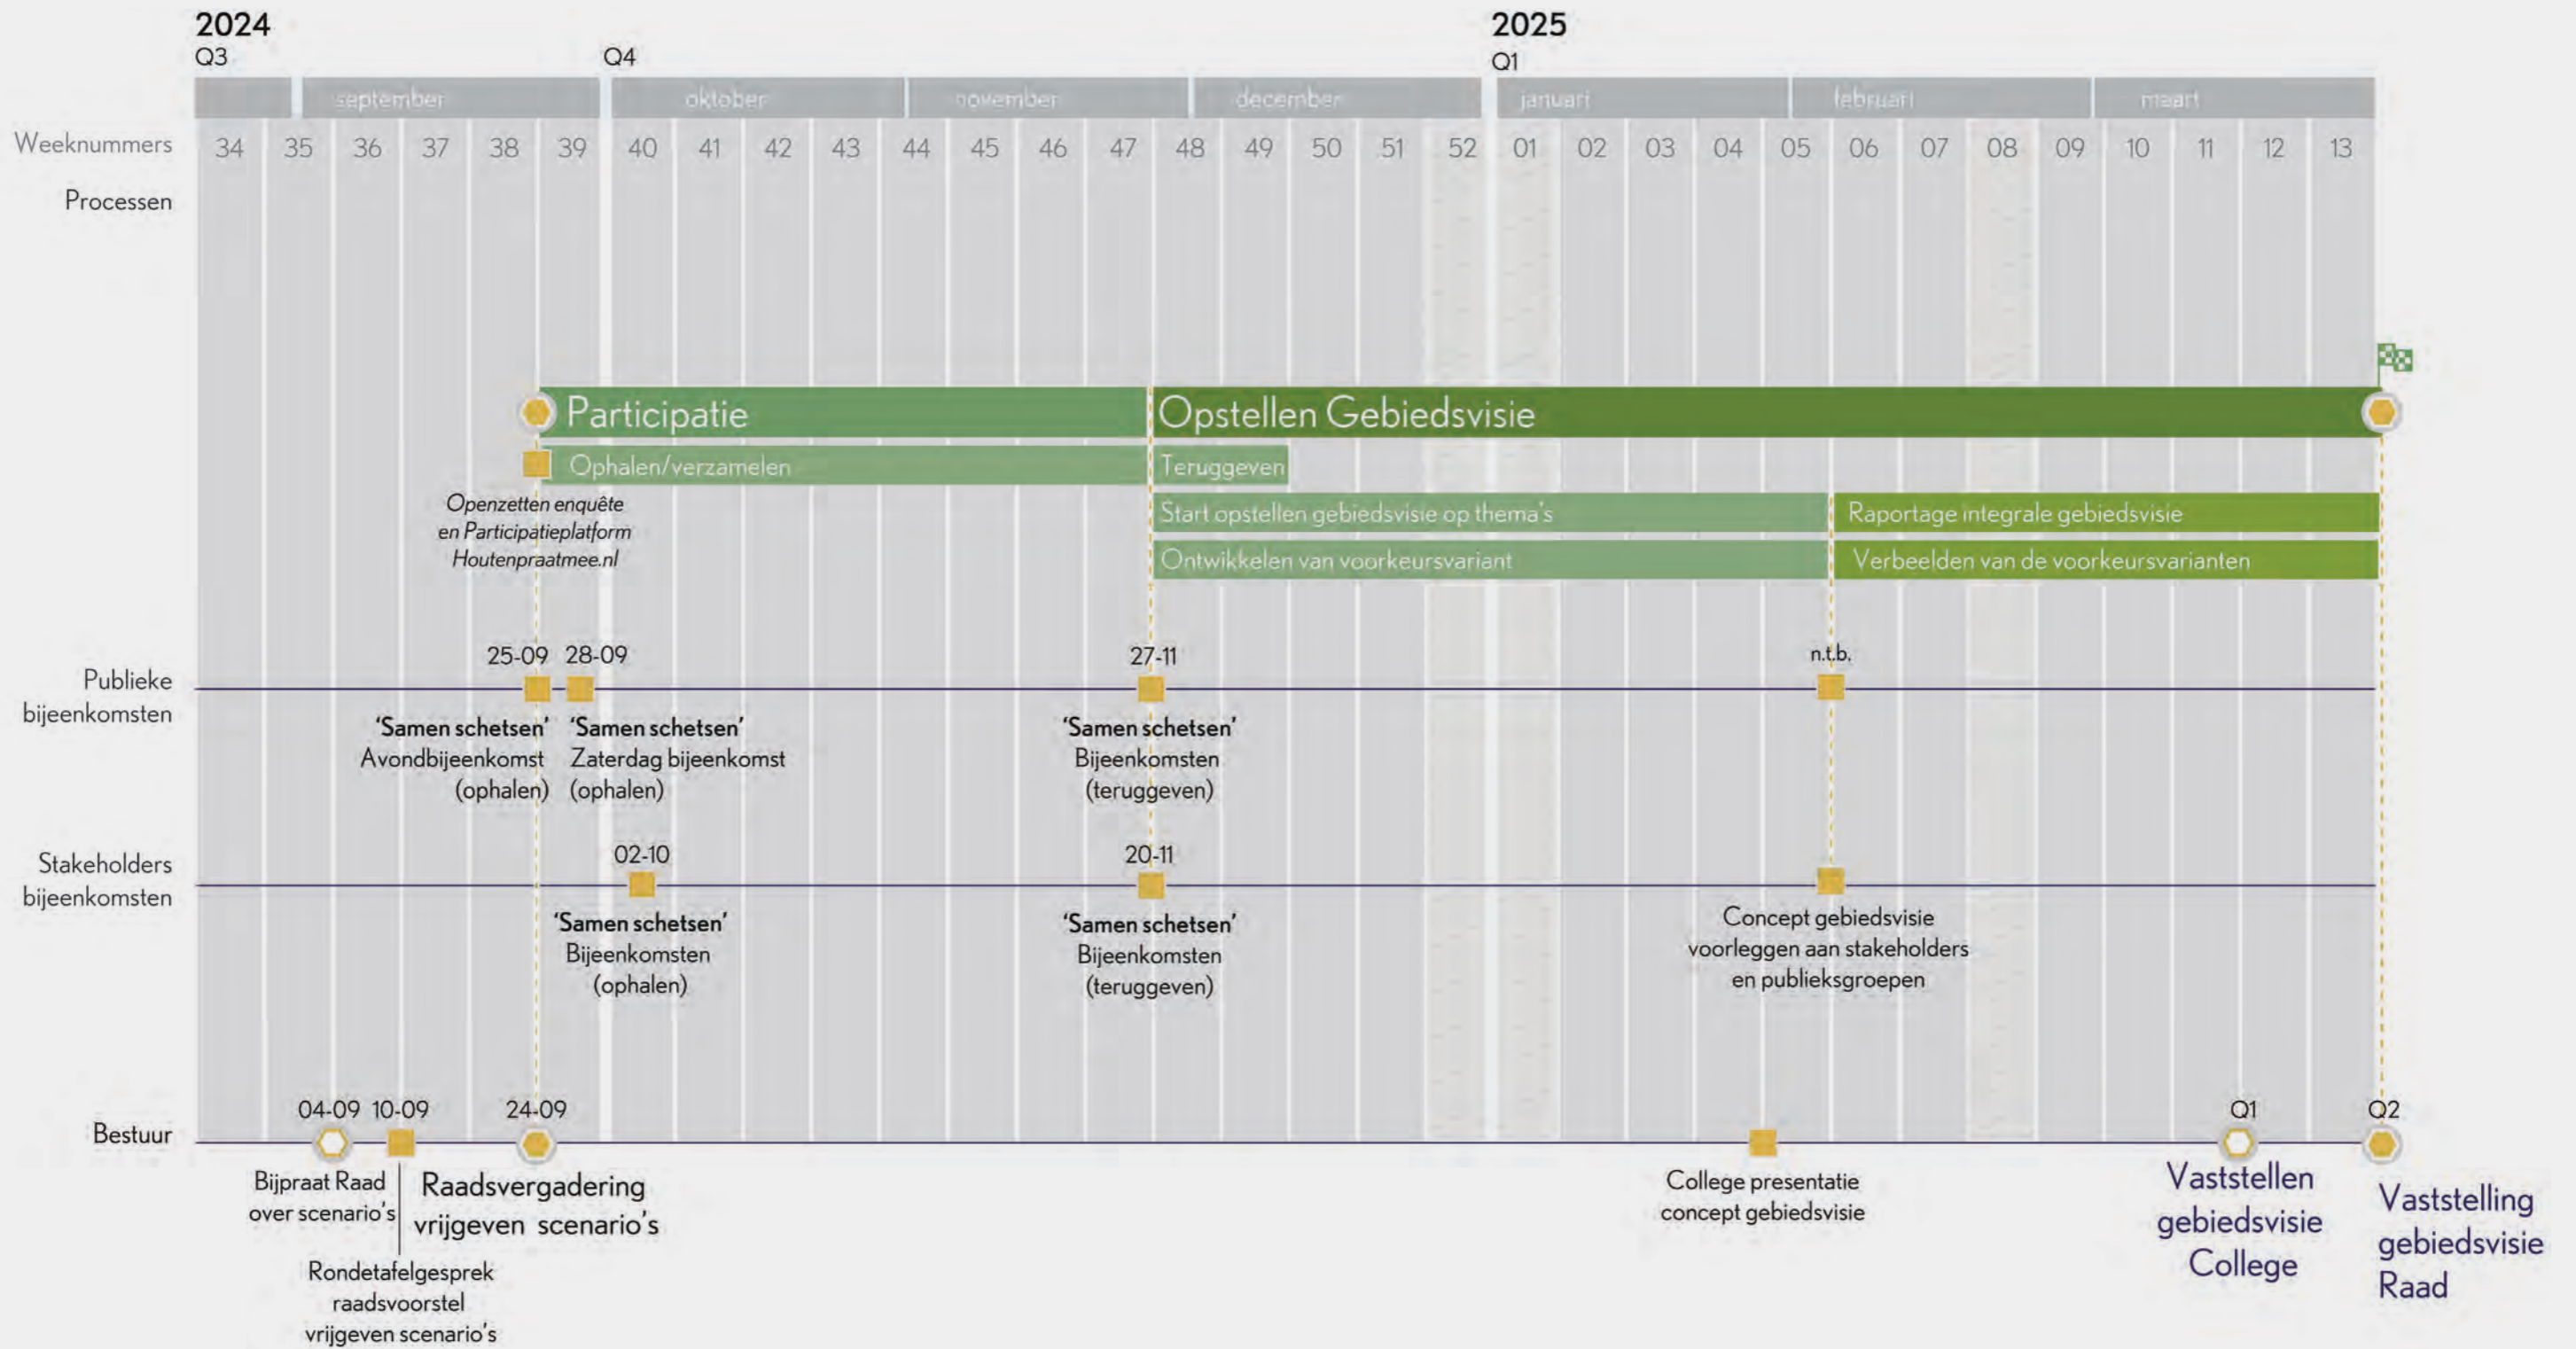 2024
2025
Q3
Q4
Q1
september
oktober
november
december
januari
februari
maart
Weeknummers
34 35 36 37 38 39 40 41 42 43 44 45 46 47 48 49 50 51 52 01 02 03 04 05 06 07 08 09 10 11 12 13
Processen
Participatie
Opstellen Gebiedsvisie
Ophalen/verzamelen
Teruggeven
Openzetten enquête
en Participatieplatform
Houtenpraatmee.nl
Start opstellen gebiedsvisie op thema's
Raportage integrale gebiedsvisie
Ontwikkelen van voorkeursvariant
Verbeelden van de voorkeursvarianten
Publieke
bijeenkomsten
25-09
'Samen schetsen'
Avondbijeenkomst
(ophalen)
28-09
'Samen schetsen'
Zaterdag bijeenkomst
(ophalen)
27-11
'Samen schetsen'
Bijeenkomsten
(teruggeven)
n.t.b.
Stakeholders
bijeenkomsten
02-10
'Samen schetsen'
Bijeenkomsten
(ophalen)
20-11
'Samen schetsen'
Bijeenkomsten
(teruggeven)
Concept gebiedsvisie
voorleggen aan stakeholders
en publieksgroepen
Bestuur
04-09
Bijpraat Raad
over scenario's
10-09
Rondetafelgesprek
raadsvoorstel
vrijgeven scenario's
24-09
Raadsvergadering
vrijgeven scenario's
College presentatie
concept gebiedsvisie
Q1
Vaststellen
gebiedsvisie
College
Q2
Vaststelling
gebiedsvisie
Raad